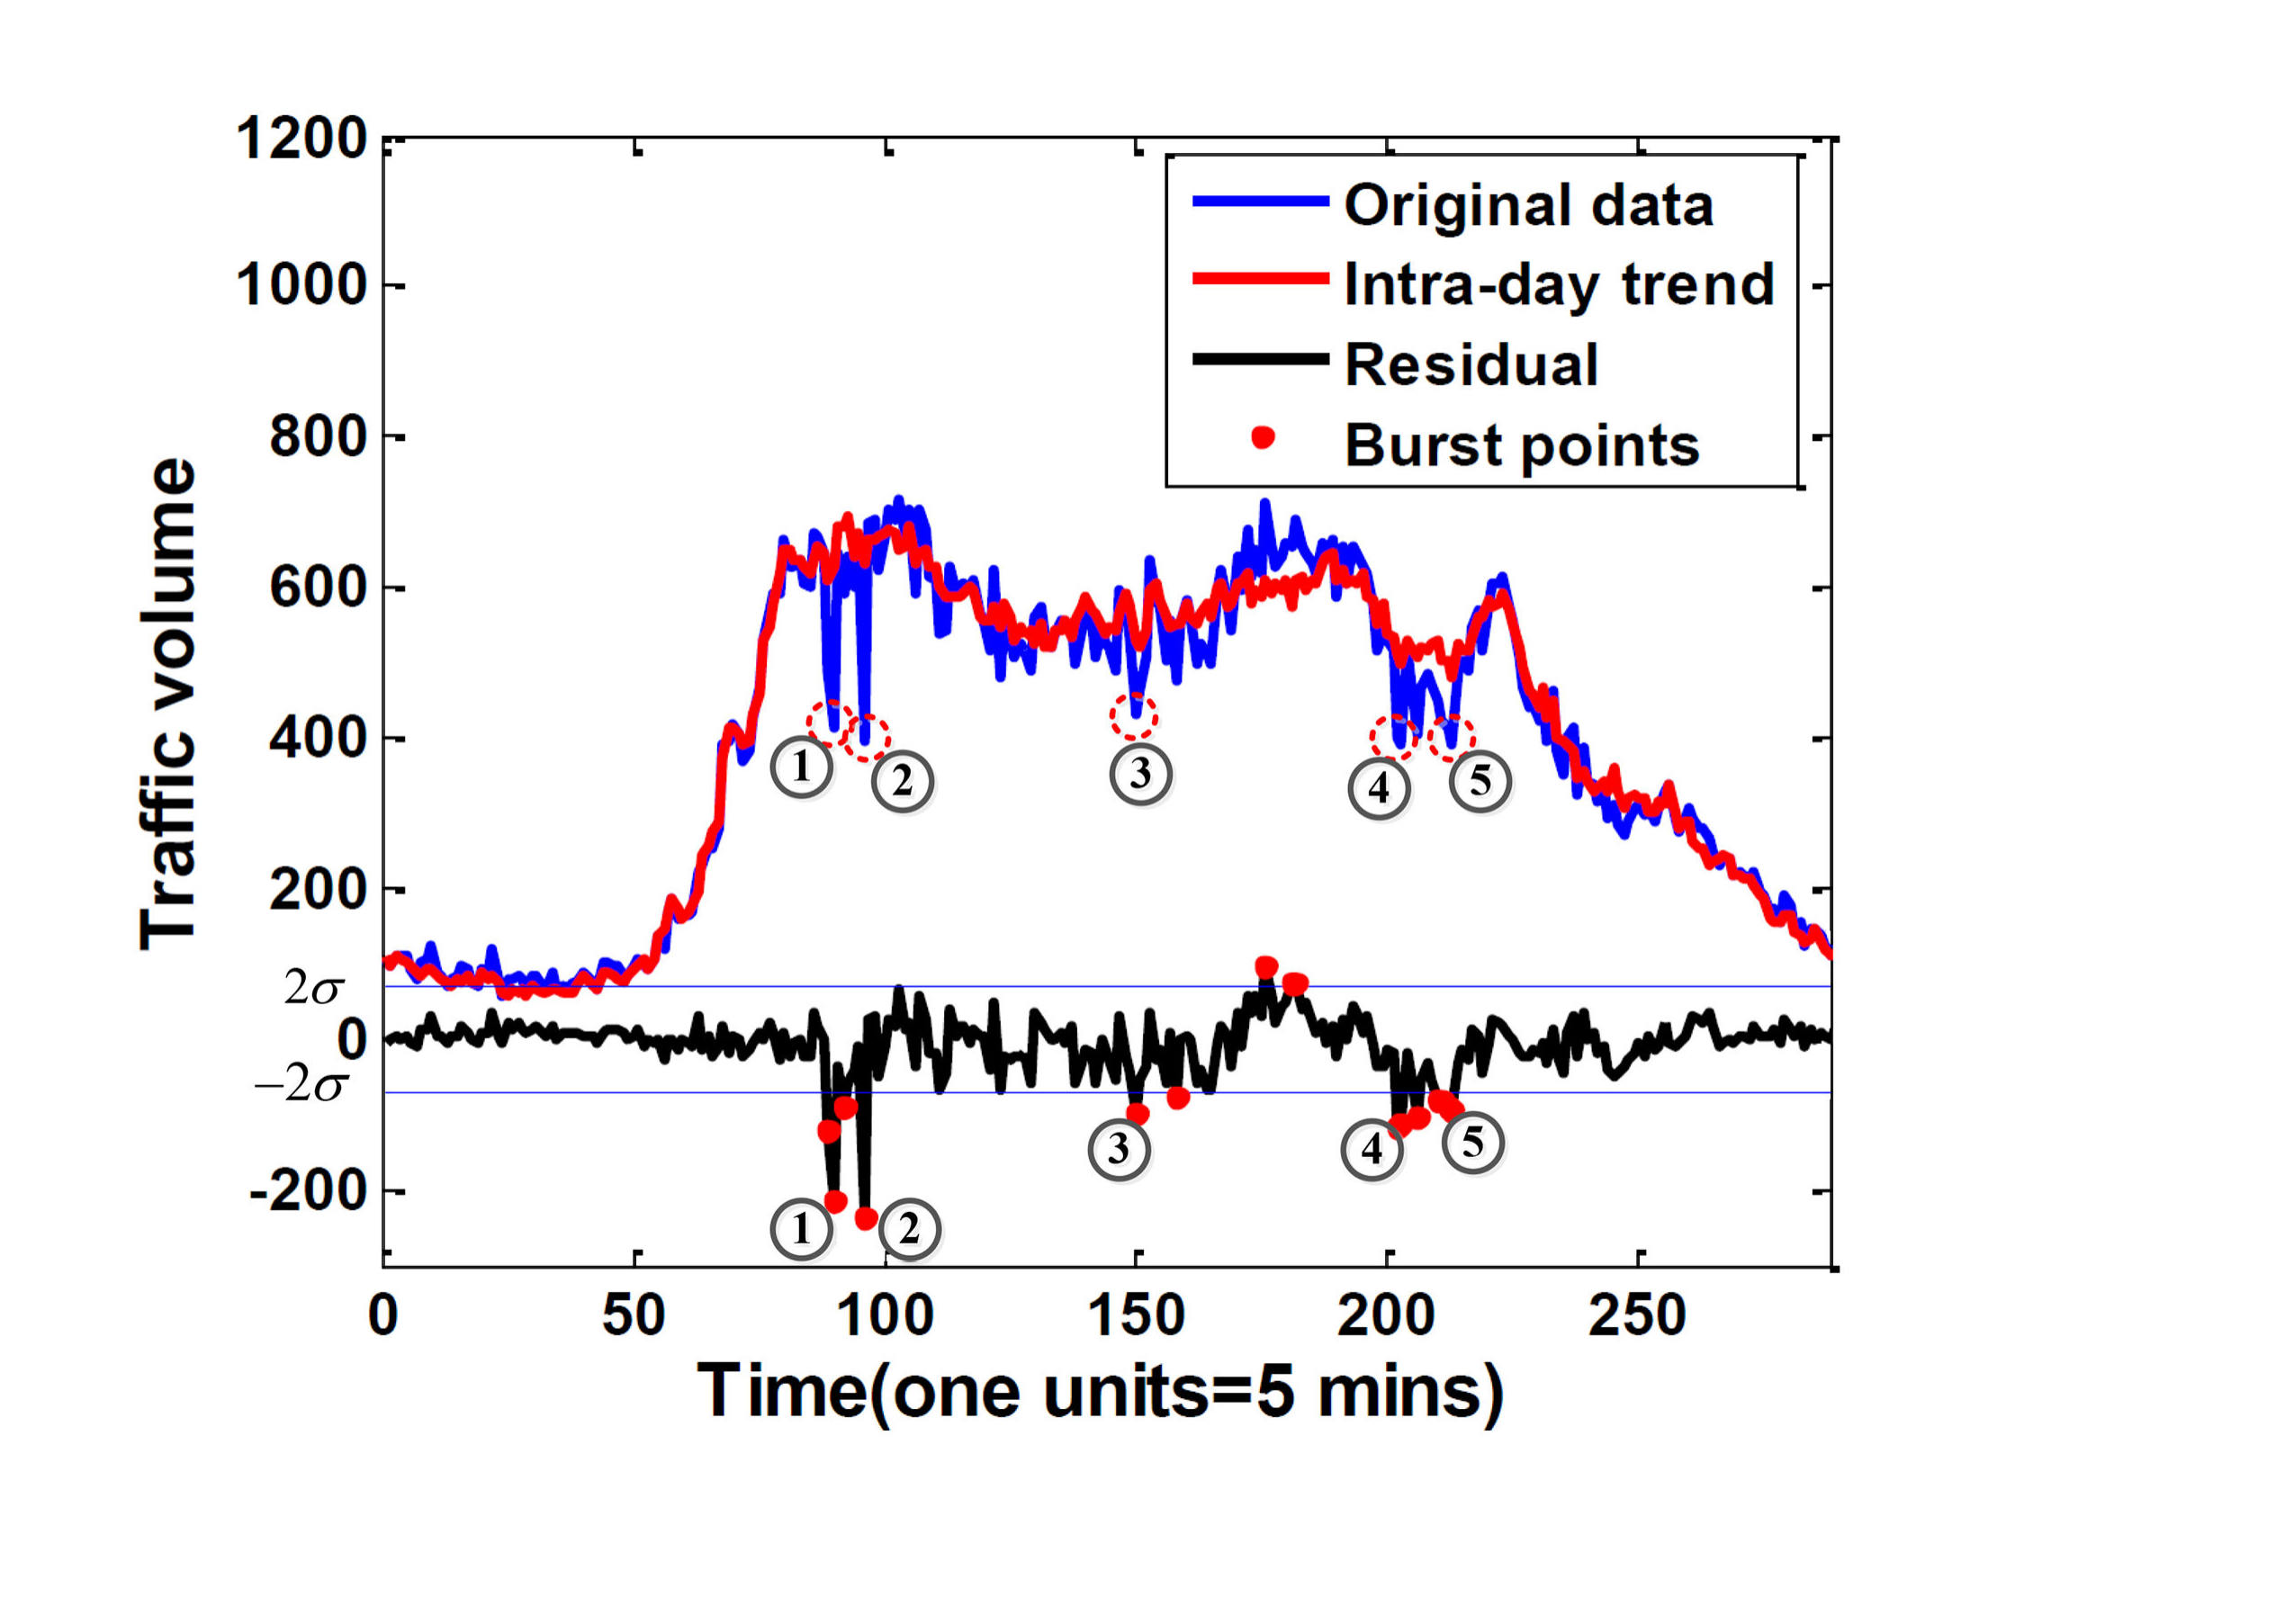 1200
1000
800
600
400
200
2σ
0
−2σ
-200
Traffic volume
Original data
Intra-day trend
Residual
Burst points
1
2
3
4
5
3
4
5
1
2
0 50 100 150 200 250
Time(one units=5 mins)